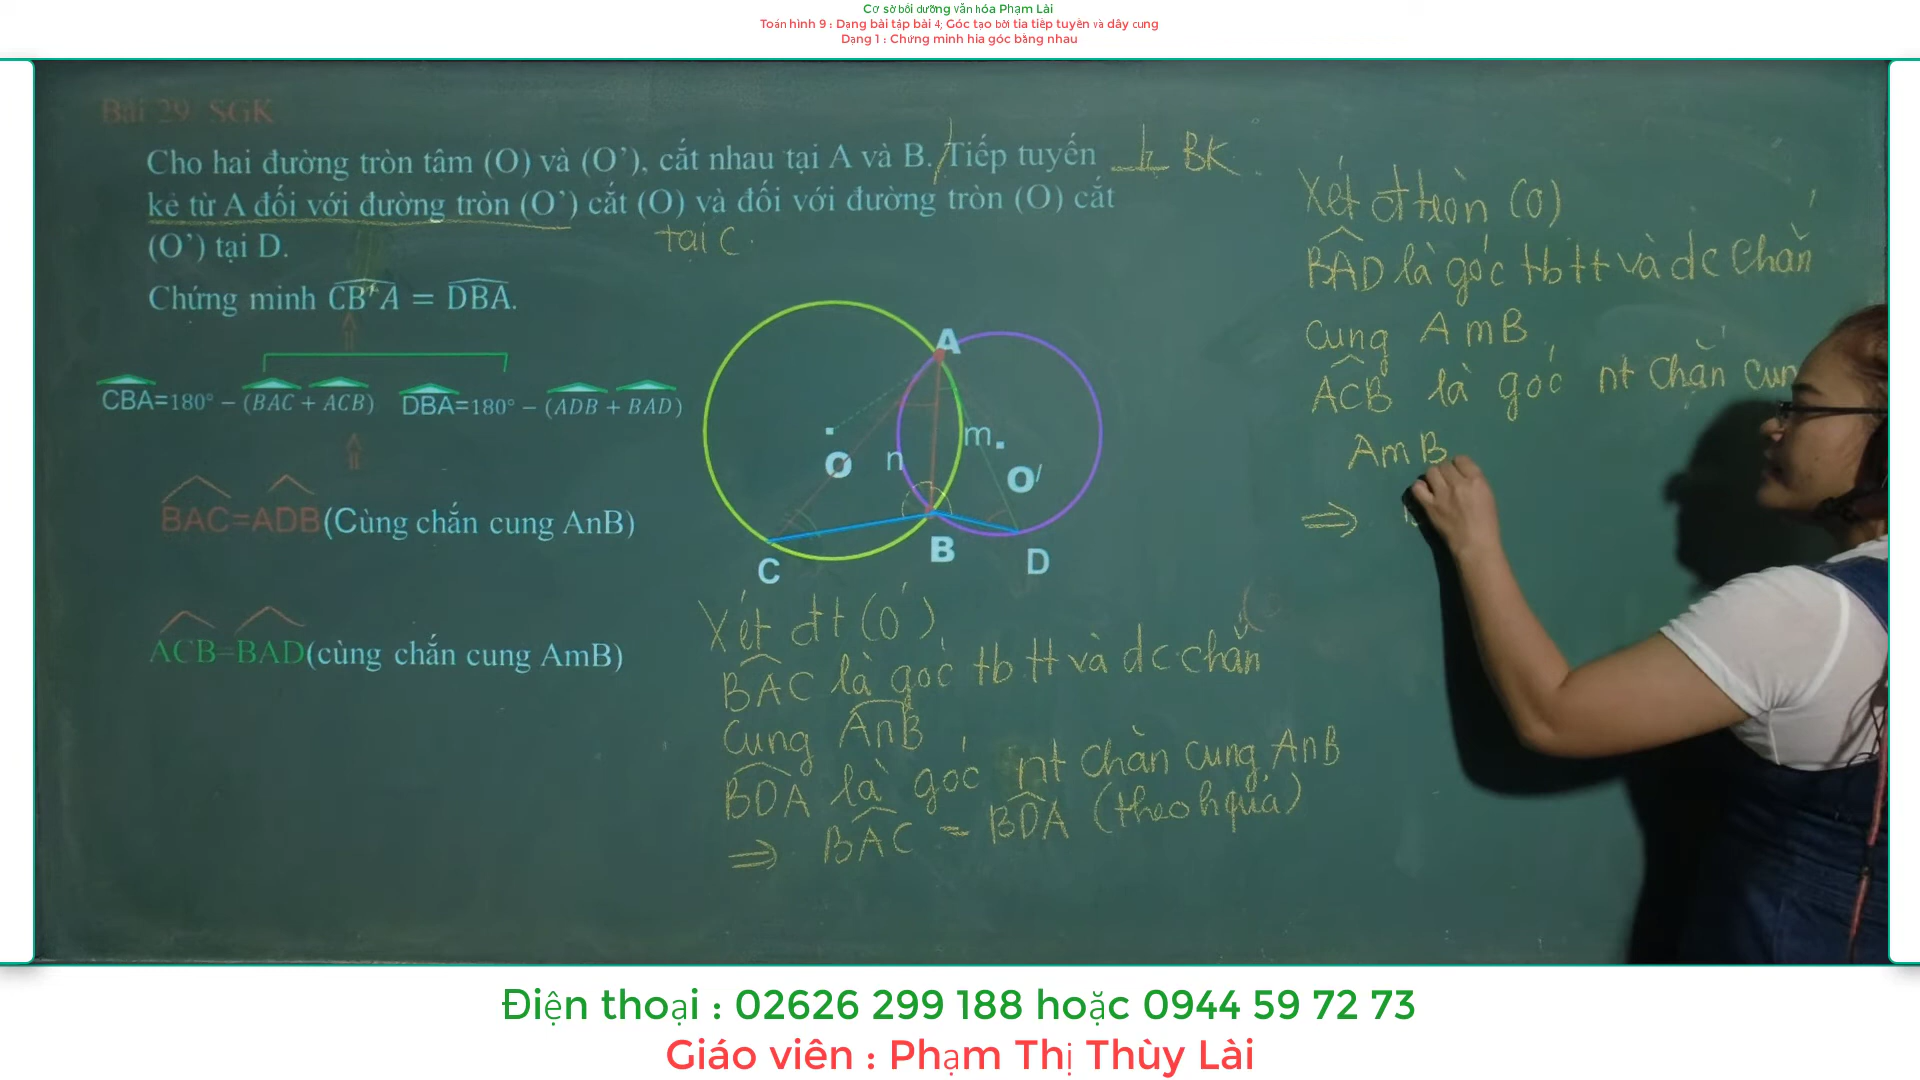 Cơ sở bồi dưỡng văn hóa Phạm Lài
Toán hình 9 : Dạng bài tập bài 4; Góc tạo bởi tia tiếp tuyến và dây cung
Dạng 1 : Chứng minh hia góc bằng nhau
Bài 29 SGK
Cho hai đường tròn tâm (O) và (O’), cắt nhau tại A và B. Tiếp tuyến
kẻ từ A đối với đường tròn (O’) cắt (O) và đối với đường tròn (O) cắt
tại C.
(O’) tại D.
Chứng minh CBA = DBA.
CBA=180° − (BAC + ACB) DBA=180° − (ADB + BAD)
BAC=ADB(Cùng chắn cung AnB)
ACB=BAD(cùng chắn cung AmB)
BK
A
m
O
n
O'
B
D
C
Xét đt (O')
BAC là góc tb tt và dc chắn
Cung AnB
BDA là góc nt chắn cung AnB
⇒ BAC = BDA (theo hquả)
Xét đ tròn (O)
BAD là góc tb tt và dc chắn
Cung AmB
ACB là góc nt chắn cun
AmB
⇒
Điện thoại : 02626 299 188 hoặc 0944 59 72 73
Giáo viên : Phạm Thị Thùy Lài